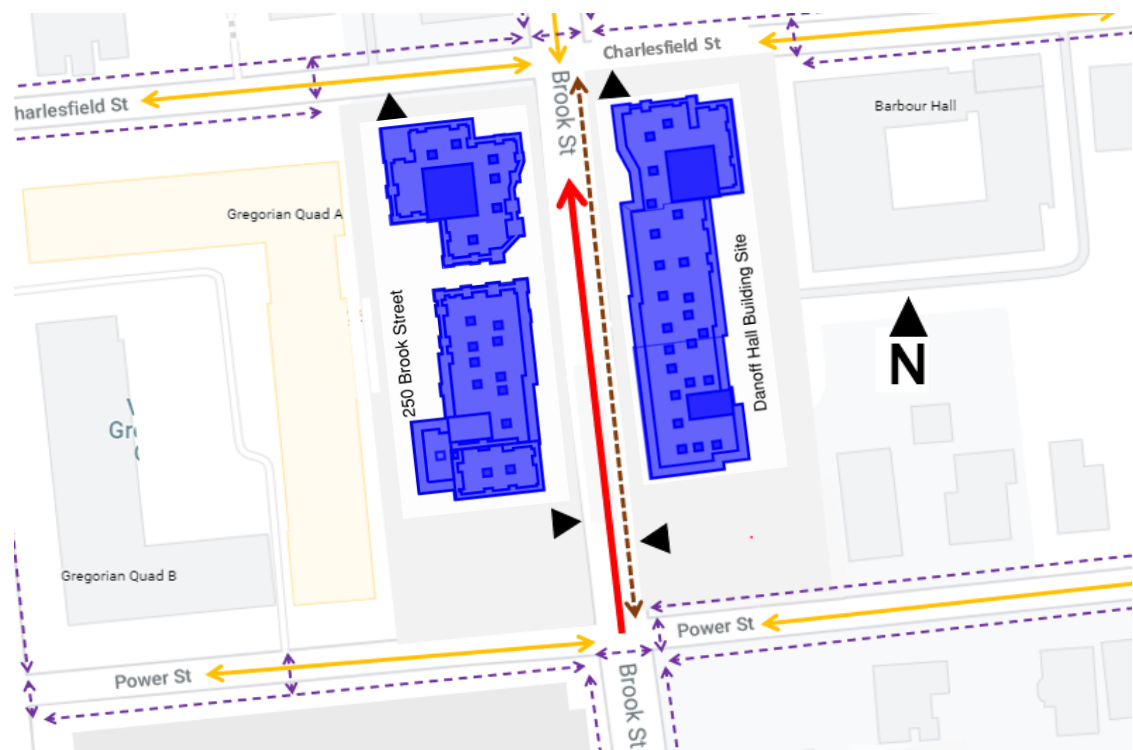 Charlesfield St
harlesfield St
Brook St
Barbour Hall
Gregorian Quad A
250 Brook Street
Danoff Hall Building Site
N
Gregorian Quad B
Power St
Power St
Brook St